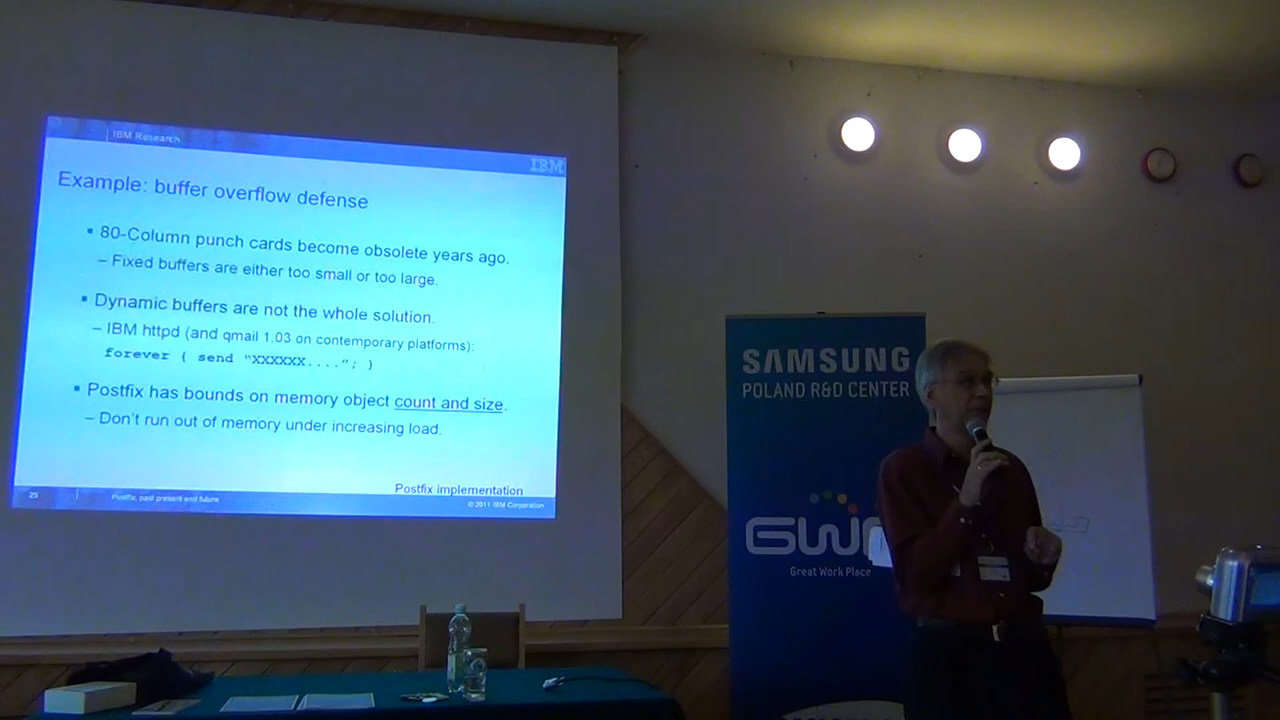 IBM Research
IBM
Example: buffer overflow defense
▪ 80-Column punch cards become obsolete years ago.
– Fixed buffers are either too small or too large.
▪ Dynamic buffers are not the whole solution.
– IBM httpd (and qmail 1.03 on contemporary platforms):
forever { send "XXXXXX...."; }
▪ Postfix has bounds on memory object count and size.
– Don't run out of memory under increasing load.
Postfix implementation
25
Postfix, past present and future
© 2011 IBM Corporation
SAMSUNG
POLAND R&D CENTER
Great Work Place